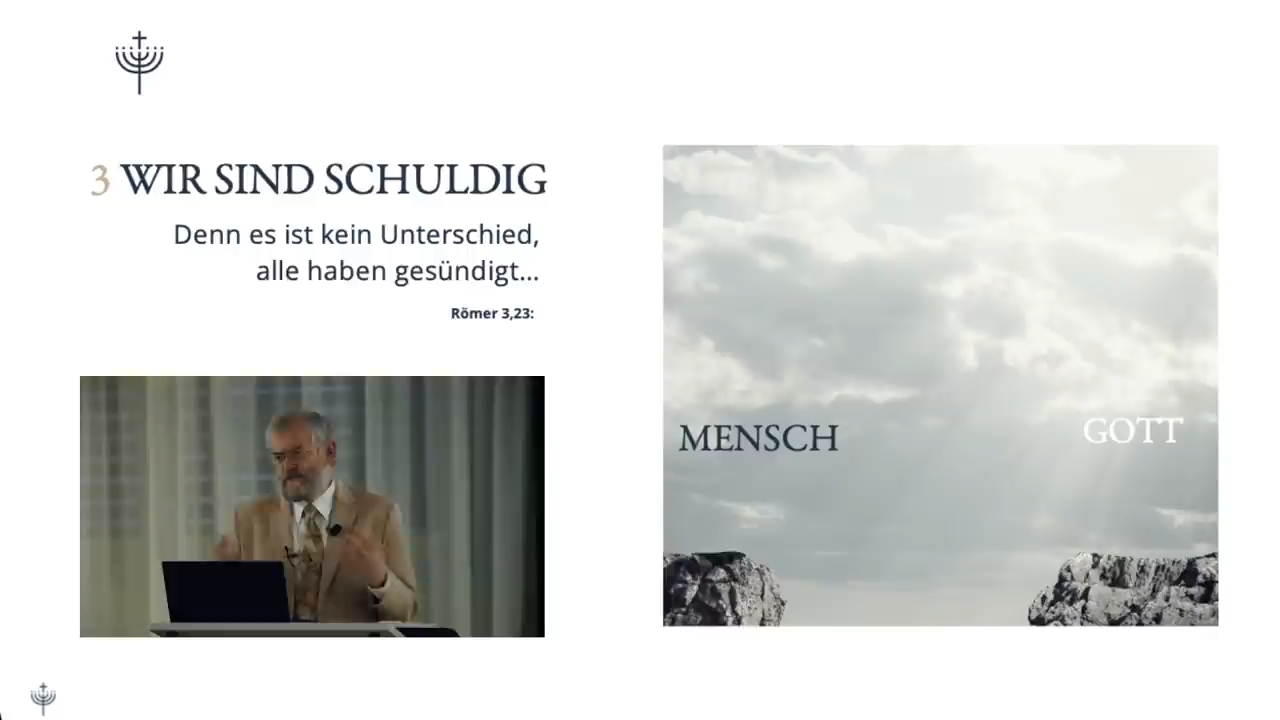 3 WIR SIND SCHULDIG
Denn es ist kein Unterschied,
alle haben gesündigt...
Römer 3,23:
MENSCH
GOTT